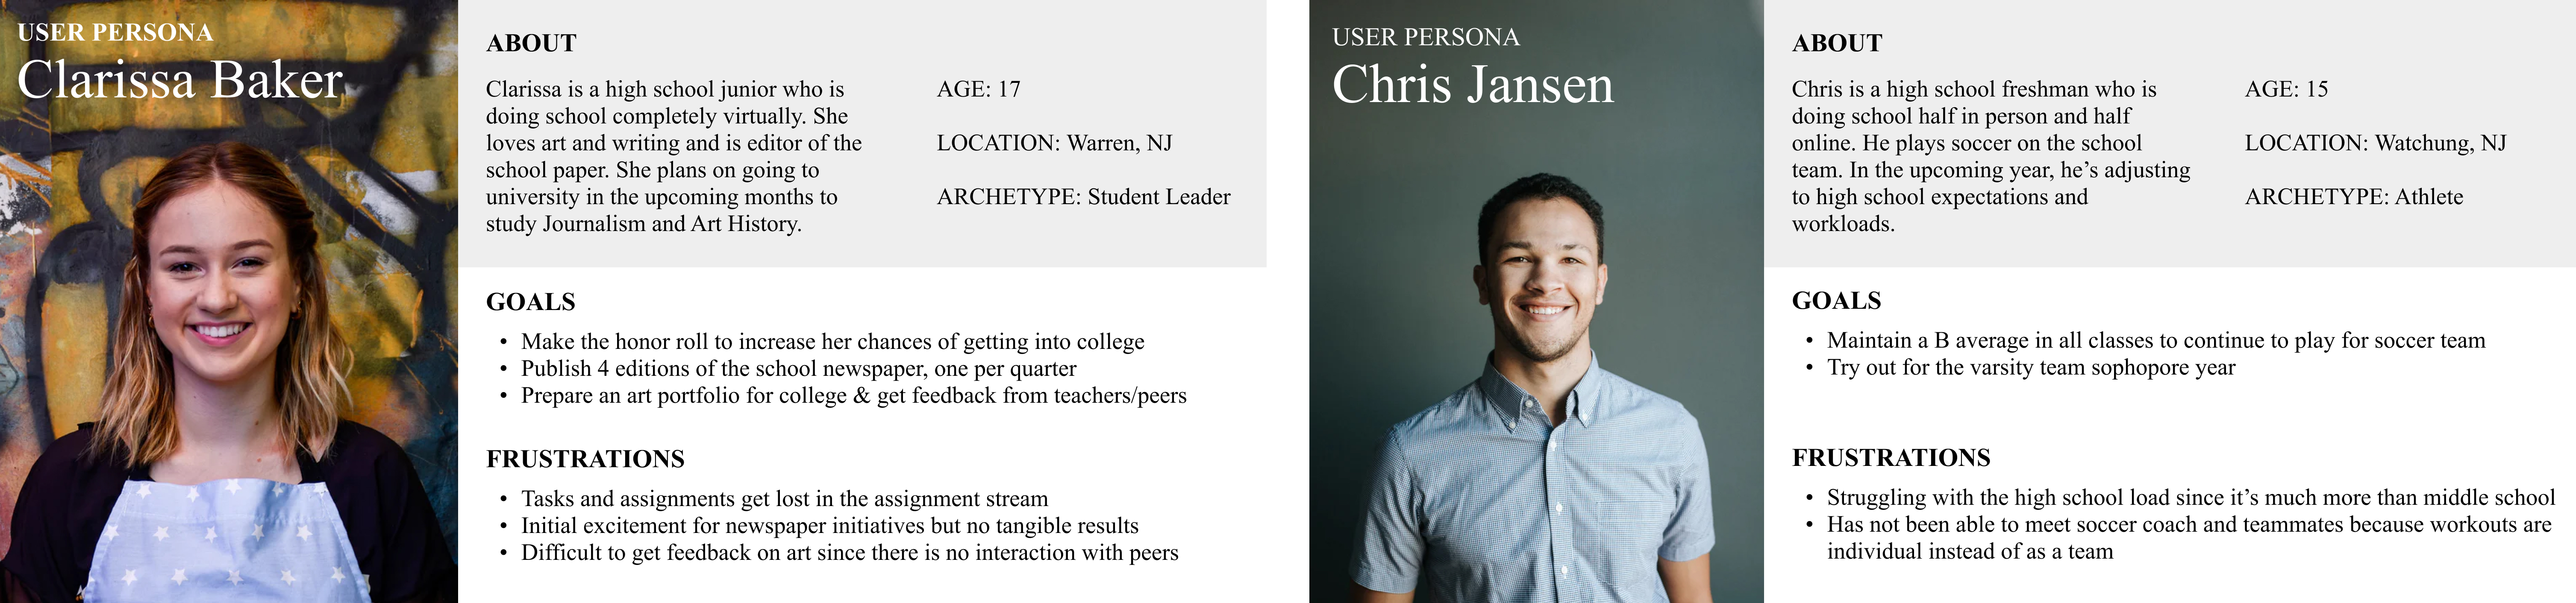 USER PERSONA
Clarissa Baker
ABOUT
Clarissa is a high school junior who is
doing school completely virtually. She
loves art and writing and is editor of the
school paper. She plans on going to
university in the upcoming months to
study Journalism and Art History.
AGE: 17
LOCATION: Warren, NJ
ARCHETYPE: Student Leader
GOALS
• Make the honor roll to increase her chances of getting into college
• Publish 4 editions of the school newspaper, one per quarter
• Prepare an art portfolio for college & get feedback from teachers/peers
FRUSTRATIONS
• Tasks and assignments get lost in the assignment stream
• Initial excitement for newspaper initiatives but no tangible results
• Difficult to get feedback on art since there is no interaction with peers
USER PERSONA
Chris Jansen
ABOUT
Chris is a high school freshman who is
doing school half in person and half
online. He plays soccer on the school
team. In the upcoming year, he’s adjusting
to high school expectations and
workloads.
AGE: 15
LOCATION: Watchung, NJ
ARCHETYPE: Athlete
GOALS
• Maintain a B average in all classes to continue to play for soccer team
• Try out for the varsity team sophopore year
FRUSTRATIONS
• Struggling with the high school load since it’s much more than middle school
• Has not been able to meet soccer coach and teammates because workouts are
individual instead of as a team